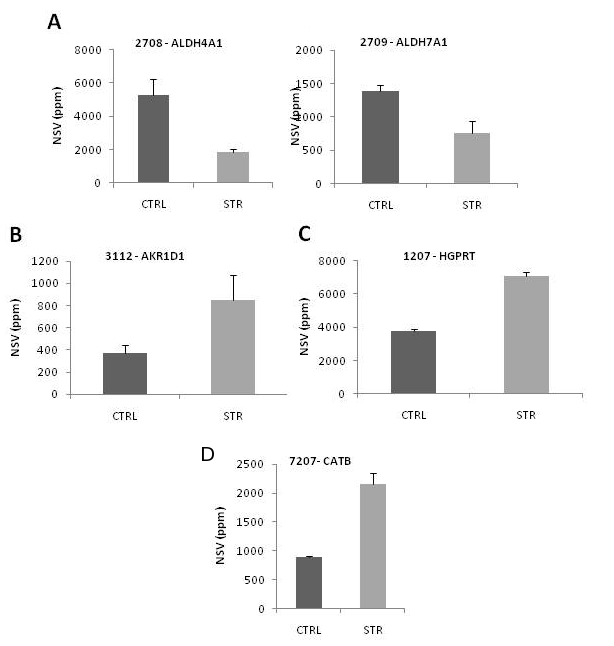 A
2708 - ALDH4A1
NSV (ppm)
8000
6000
4000
2000
0
CTRL STR
2709 - ALDH7A1
NSV (ppm)
2000
1500
1000
500
0
CTRL STR
B
3112 - AKR1D1
NSV (ppm)
1200
1000
800
600
400
200
0
CTRL STR
C
1207 - HGPRT
NSV (ppm)
8000
6000
4000
2000
0
CTRL STR
D
7207- CATB
NSV (ppm)
2500
2000
1500
1000
500
0
CTRL STR